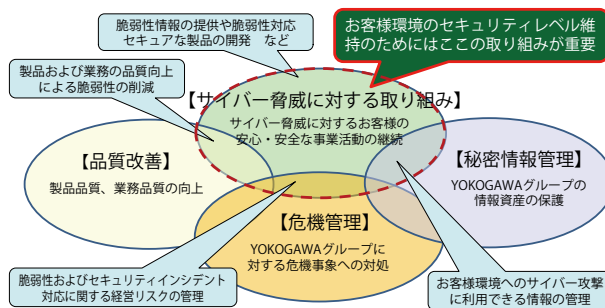 脆弱性情報の提供や脆弱性対応
セキュアな製品の開発　など
お客様環境のセキュリティレベル維
持のためにはここの取り組みが重要
製品および業務の品質向上
による脆弱性の削減
【サイバー脅威に対する取り組み】
サイバー脅威に対するお客様の
安心・安全な事業活動の継続
【品質改善】
製品品質、業務品質の向上
【秘密情報管理】
YOKOGAWAグループの
情報資産の保護
【危機管理】
YOKOGAWAグループに
対する危機事象への対処
脆弱性およびセキュリティインシデント
対応に関する経営リスクの管理
お客様環境へのサイバー攻撃
に利用できる情報の管理